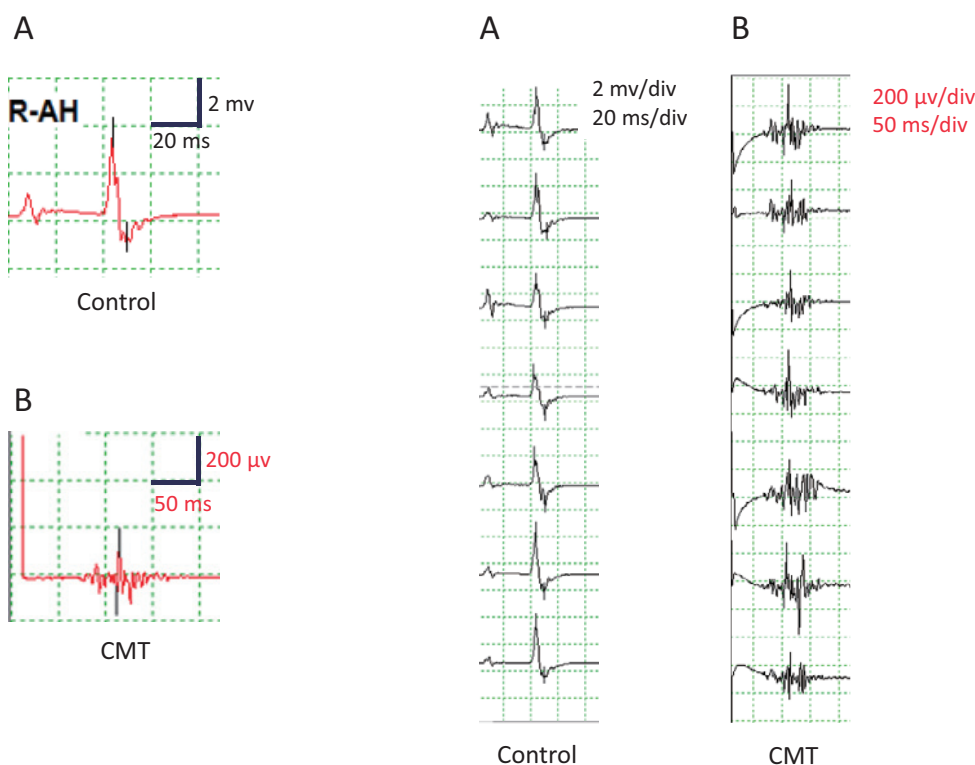 A
R-AH
2 mv
20 ms
Control
B
200 µv
50 ms
CMT
A
2 mv/div
20 ms/div
Control
B
200 µv/div
50 ms/div
CMT